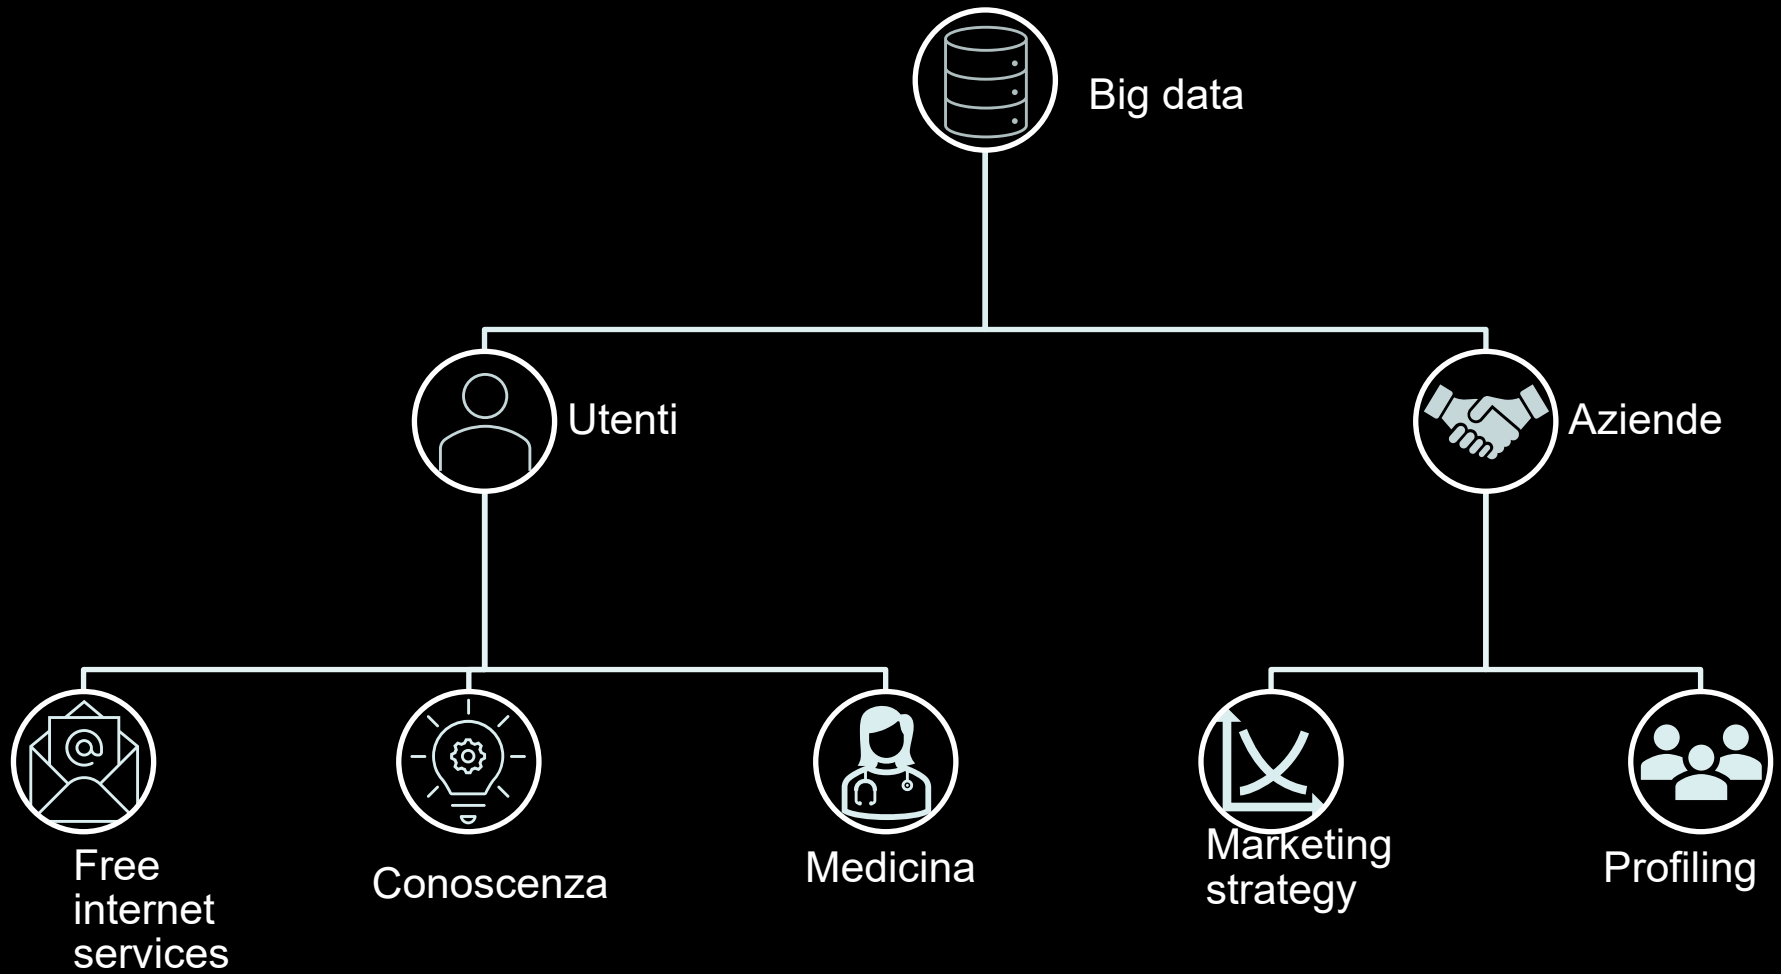 Big data
Utenti
Aziende
Free
internet
services
Conoscenza
Medicina
Marketing
strategy
Profiling